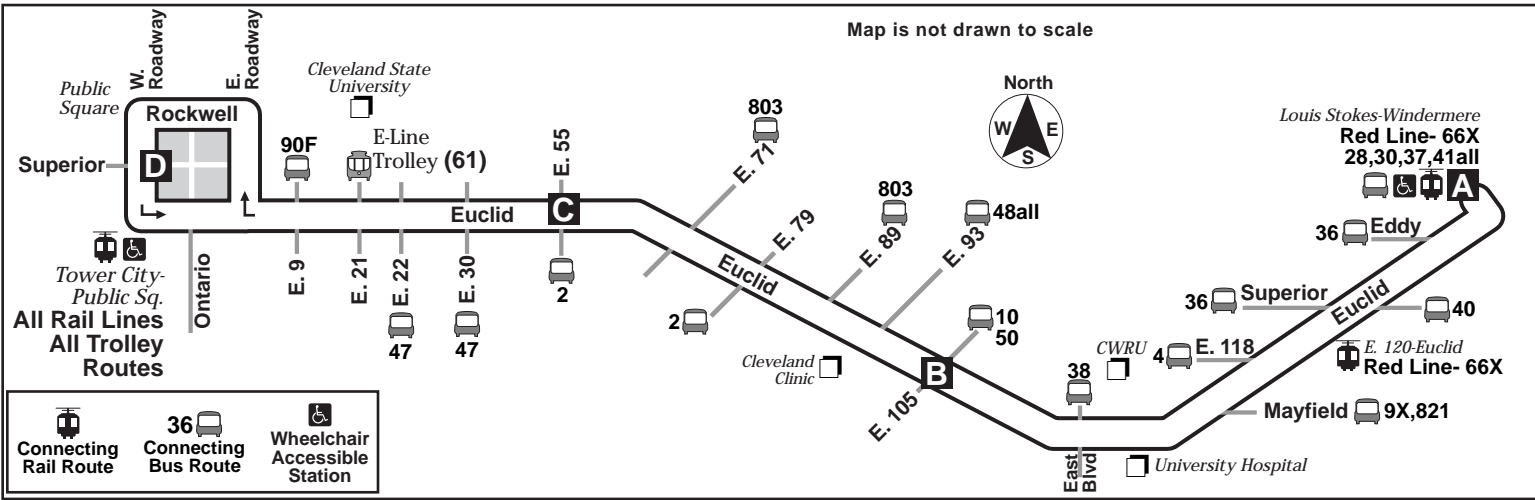 Map is not drawn to scale
W.
Roadway
E.
Roadway
Public
Square
Rockwell
Superior
D
Cleveland State
University
90F
E-Line
Trolley (61)
E. 55
Euclid
C
2
Tower City-
Public Sq.
All Rail Lines
All Trolley
Routes
Ontario
E. 9
E. 21
E. 22
47
E. 30
47
803
E. 71
E. 79
2
Euclid
803
E. 89
48all
E. 93
North
W
E
S
Cleveland
Clinic
B
10
50
E. 105
38
East
Blvd
CWRU
University Hospital
Louis Stokes-Windermere
Red Line- 66X
28,30,37,41all
A
36
Eddy
36
Superior
Euclid
40
4
E. 118
E. 120-Euclid
Red Line- 66X
Mayfield
9X,821
Connecting
Rail Route
36
Connecting
Bus Route
Wheelchair
Accessible
Station